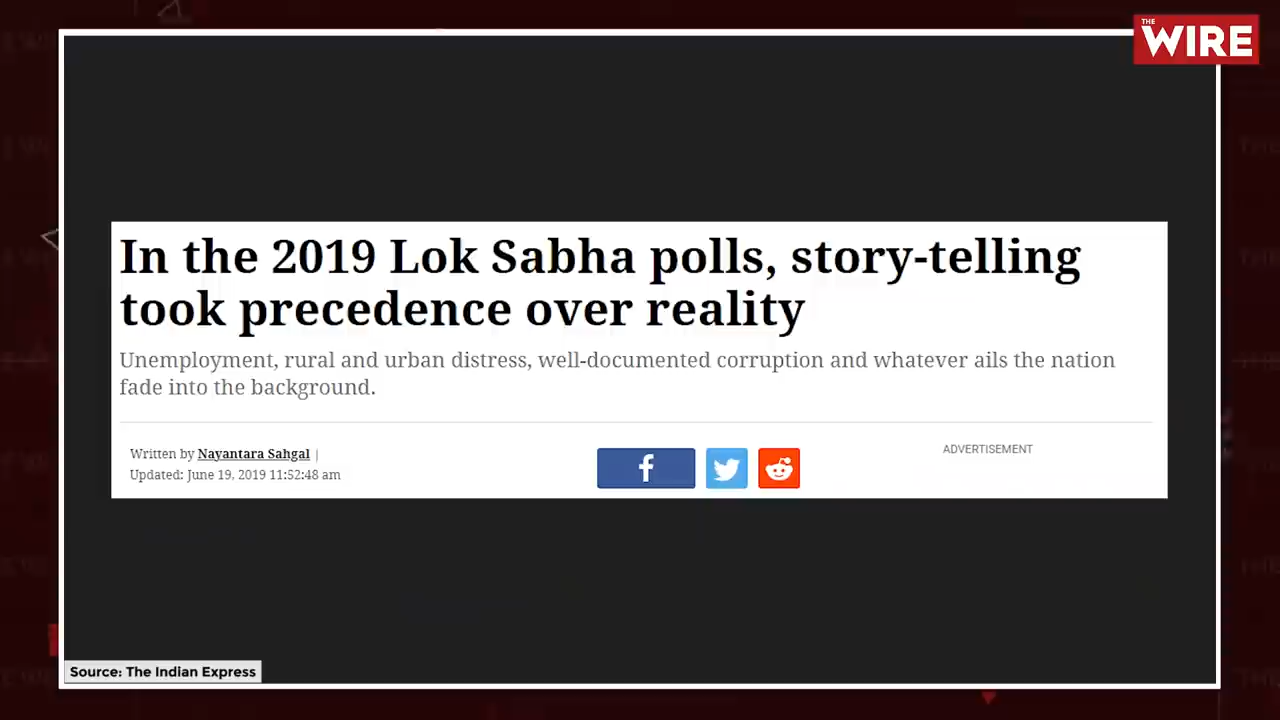 THE
WIRE
In the 2019 Lok Sabha polls, story-telling
took precedence over reality
Unemployment, rural and urban distress, well-documented corruption and whatever ails the nation
fade into the background.
Written by Nayantara Sahgal |
Updated: June 19, 2019 11:52:48 am
ADVERTISEMENT
Source: The Indian Express